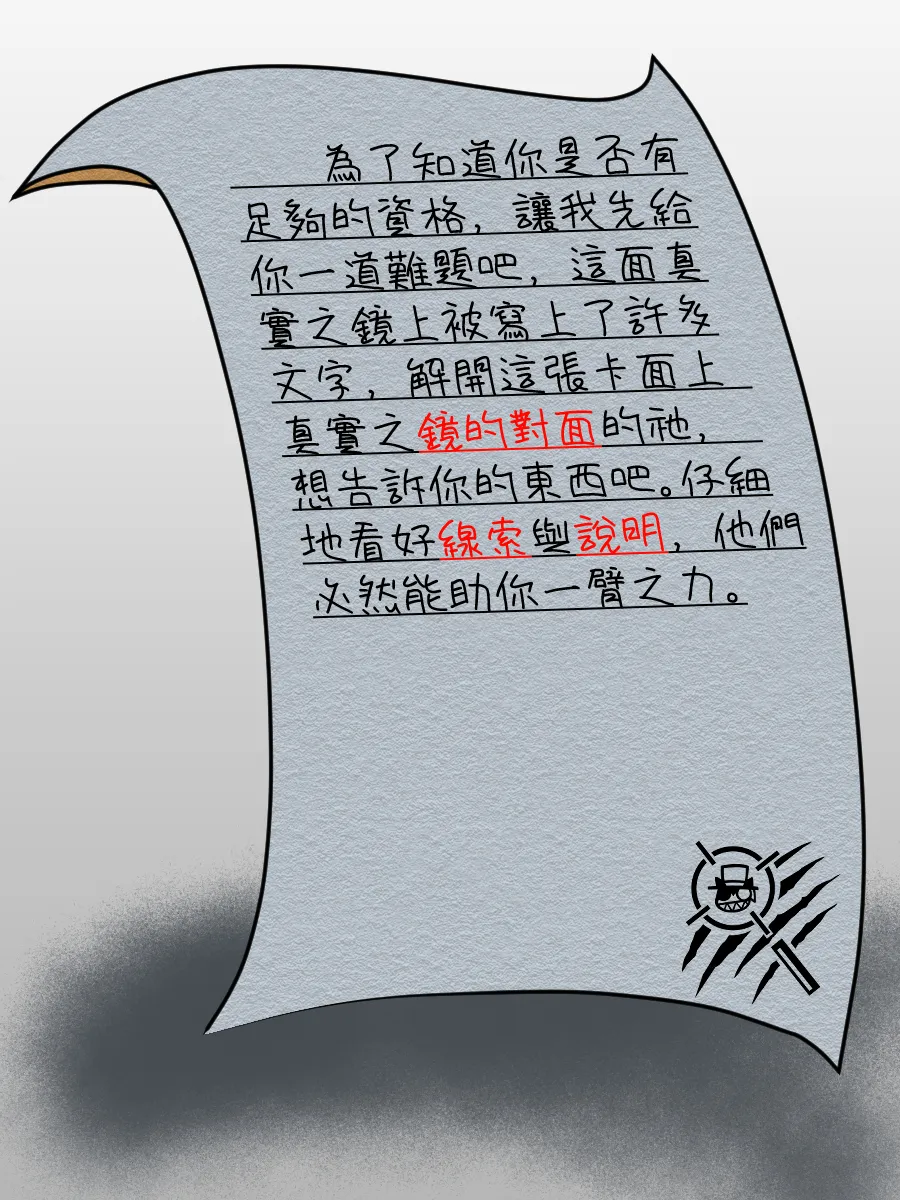 為了知道你是否有
足夠的資格，讓我先給
你一道難題吧，這面真
實之鏡上被寫上了許多
文字，解開這張卡面上
真實之鏡的對面的祂，
想告訴你的東西吧。仔細
地看好線索與說明，他們
必然能助你一臂之力。